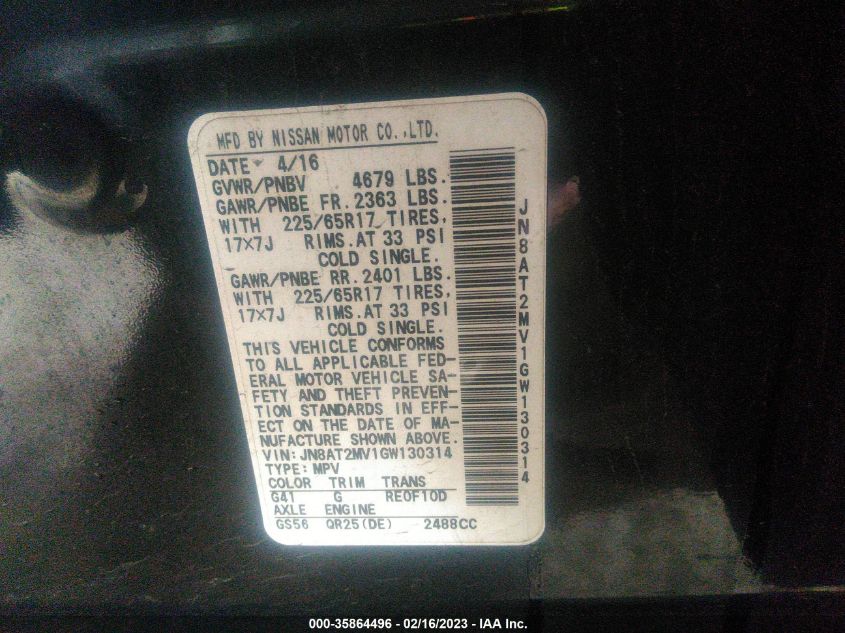 MFD BY NISSAN MOTOR CO.,LTD.
DATE 4/16
GVWR/PNBV 4679 LBS.
GAWR/PNBE FR. 2363 LBS.
WITH 225/65R17 TIRES,
17X7J RIMS.AT 33 PSI
COLD SINGLE.
GAWR/PNBE RR. 2401 LBS.
WITH 225/65R17 TIRES,
17X7J RIMS.AT 33 PSI
COLD SINGLE.
THIS VEHICLE CONFORMS
TO ALL APPLICABLE FED-
ERAL MOTOR VEHICLE SA-
FETY AND THEFT PREVEN-
TION STANDARDS IN EFF-
ECT ON THE DATE OF MA-
NUFACTURE SHOWN ABOVE.
VIN:JN8AT2MV1GW130314
TYPE:MPV
COLOR TRIM TRANS
G41 G RE0F10D
AXLE ENGINE
GS56 QR25(DE) 2488CC
JN8AT2MV1GW130314
000-35864496 - 02/16/2023 - IAA Inc.